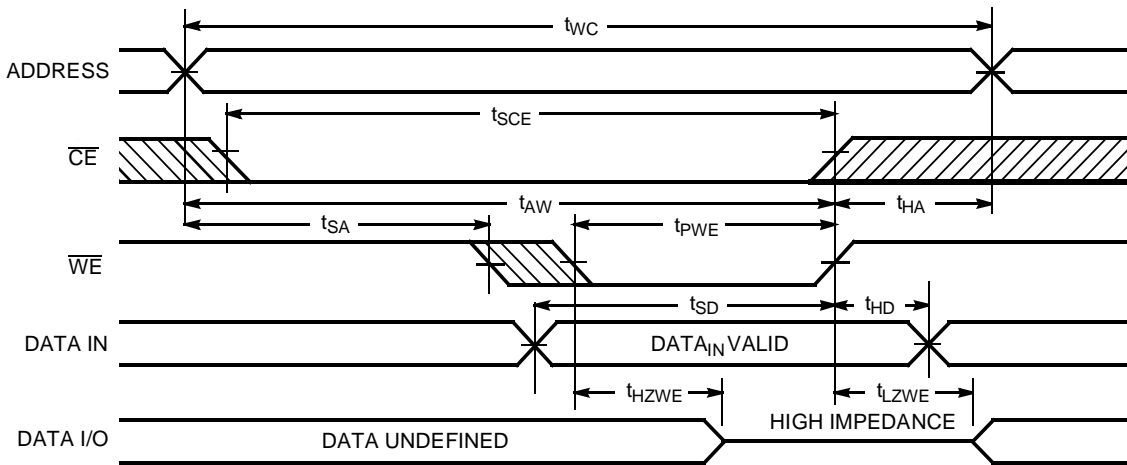 tWC
ADDRESS
tSCE
CE
tAW
tHA
tSA
tPWE
WE
tSD
tHD
DATA IN
DATAIN VALID
tHZWE
tLZWE
HIGH IMPEDANCE
DATA I/O
DATA UNDEFINED